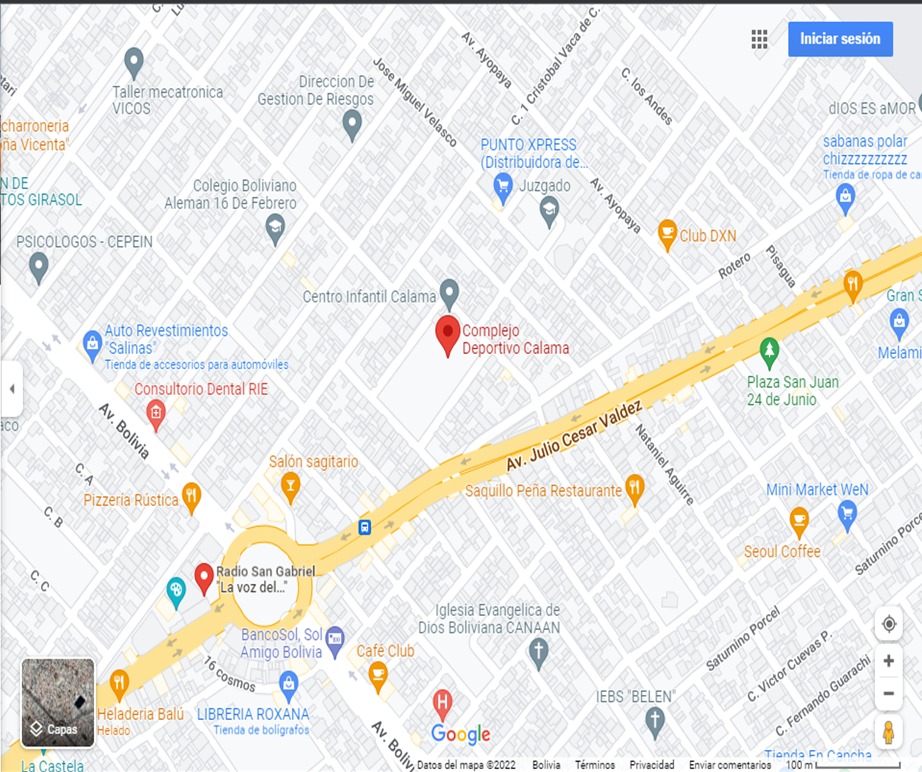 Iniciar sesión
Av. Ayopaya
C. 1 Cristobal Vaca de C.
Jose Miguel Velasco
C. los Andes
Taller mecatronica
VICOS
Direccion De
Gestion De Riesgos
dIOS ES aMOR
charroneria
PUNTO XPRESS
(Distribuidora de...
sabanas polar
chizzzzzzzzzz
Tienda de ropa de ca
N DE
TOS GIRASOL
Colegio Boliviano
Aleman 16 De Febrero
Juzgado
Av. Ayopaya
PSICOLOGOS - CEPEIN
Club DXN
Rotero
Pisagua
Centro Infantil Calama
Gran S
Complejo
Deportivo Calama
Auto Revestimientos
"Salinas"
Tienda de accesorios para automóviles
Melami
Consultorio Dental RIE
Plaza San Juan
24 de Junio
Av. Bolivia
Av. Julio Cesar Valdez
Nataniel Aguirre
Salón sagitario
C. A
Pizzería Rústica
Saquillo Peña Restaurante
Mini Market WeN
C. B
Seoul Coffee
Saturnino Porce
C. C
Radio San Gabriel
"La voz del..."
Iglesia Evangélica de
Dios Boliviana CANAAN
BancoSol, Sol
Amigo Bolivia
Café Club
Saturnino Porcel
C. Victor Cuevas P.
C. Fernando Guarachi
16 cosmos
IEBS "BELEN"
Heladeria Balú
Helado
LIBRERIA ROXANA
Tienda de bolígrafos
H
Google
Capas
Av. Boliv
Tienda En Cancha
La Castela
Datos del mapa ©2022
Bolivia
Términos
Privacidad
Enviar comentarios
100 m